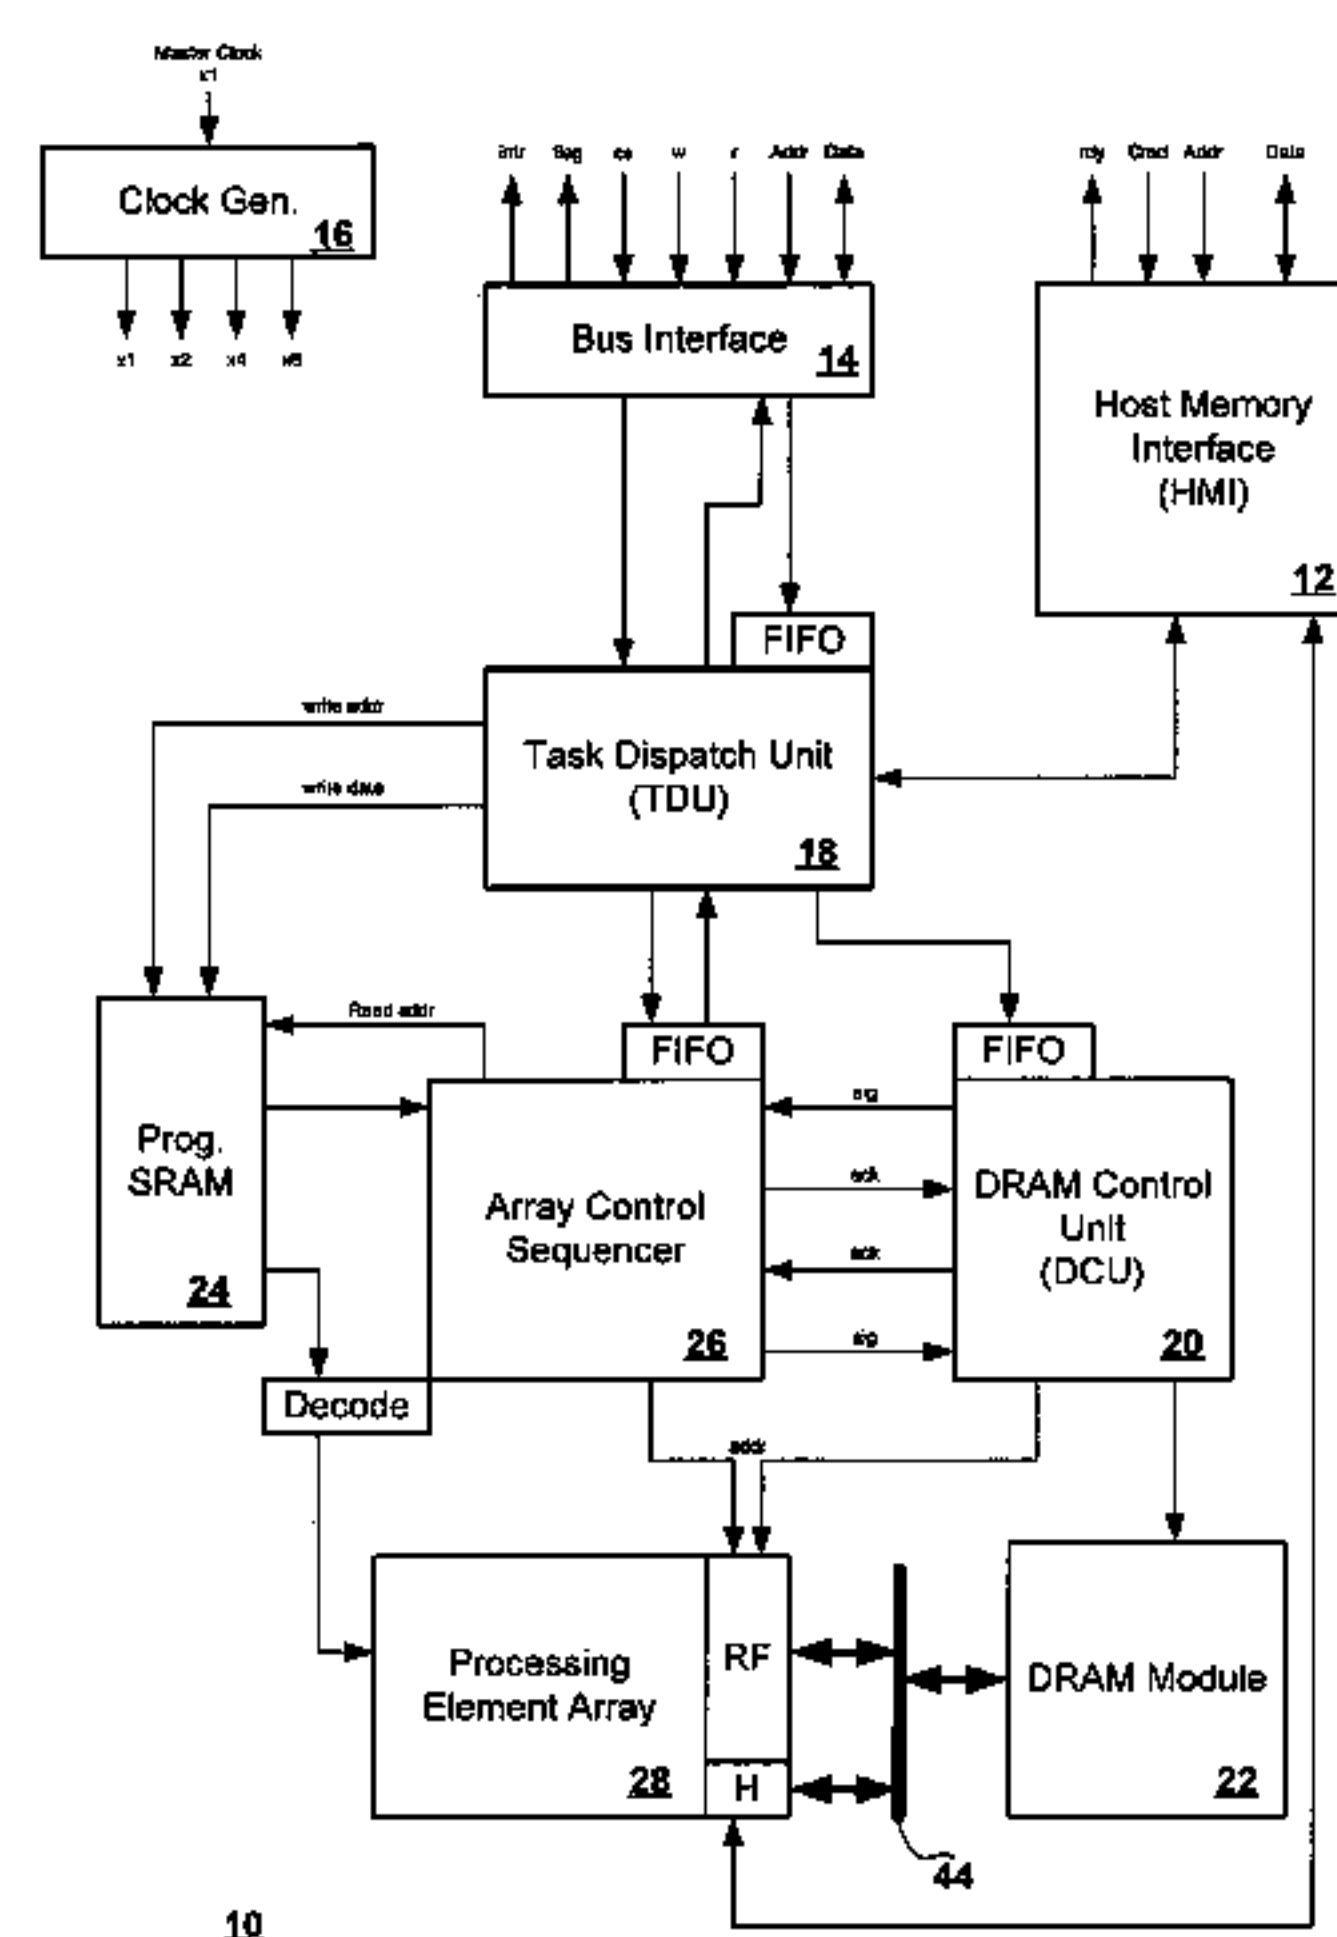 Master Clock
x1
Clock Gen.
16
x1 x2 x4
intr flag cs w r Addr Data
Bus Interface
14
rdy Cmd Addr Data
Host Memory
Interface
(HMI)
12
FIFO
Task Dispatch Unit
(TDU)
18
write addr
write data
Read addr
Prog.
SRAM
24
FIFO
Array Control
Sequencer
26
sig
ack
ack
sig
FIFO
DRAM Control
Unit
(DCU)
20
Decode
addr
Processing
Element Array
28
RF
H
44
DRAM Module
22
10